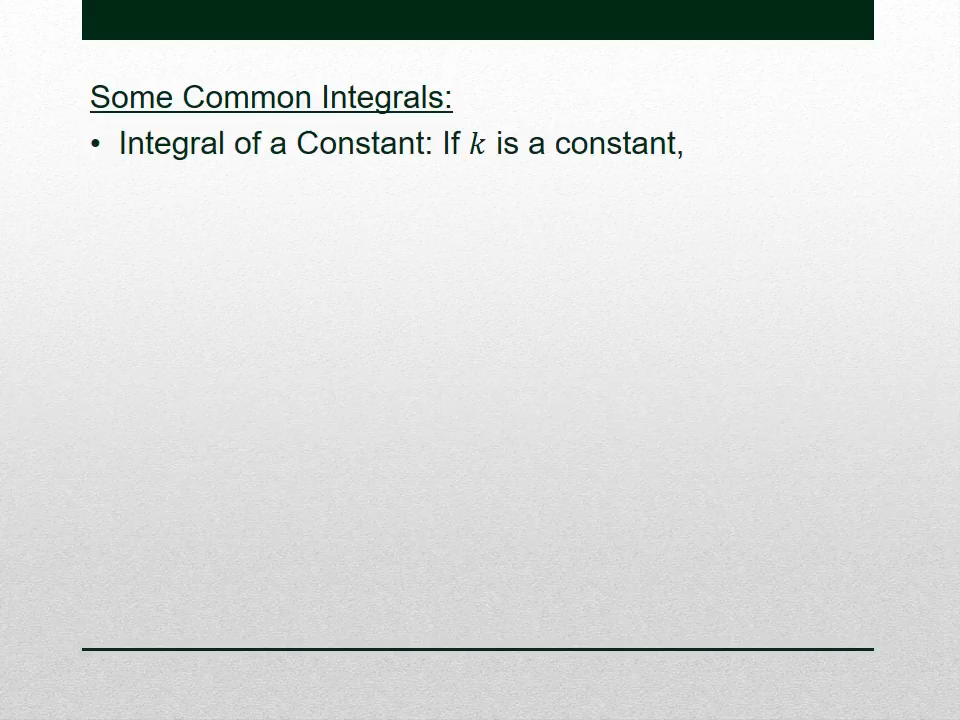 Some Common Integrals:
• Integral of a Constant: If k is a constant,